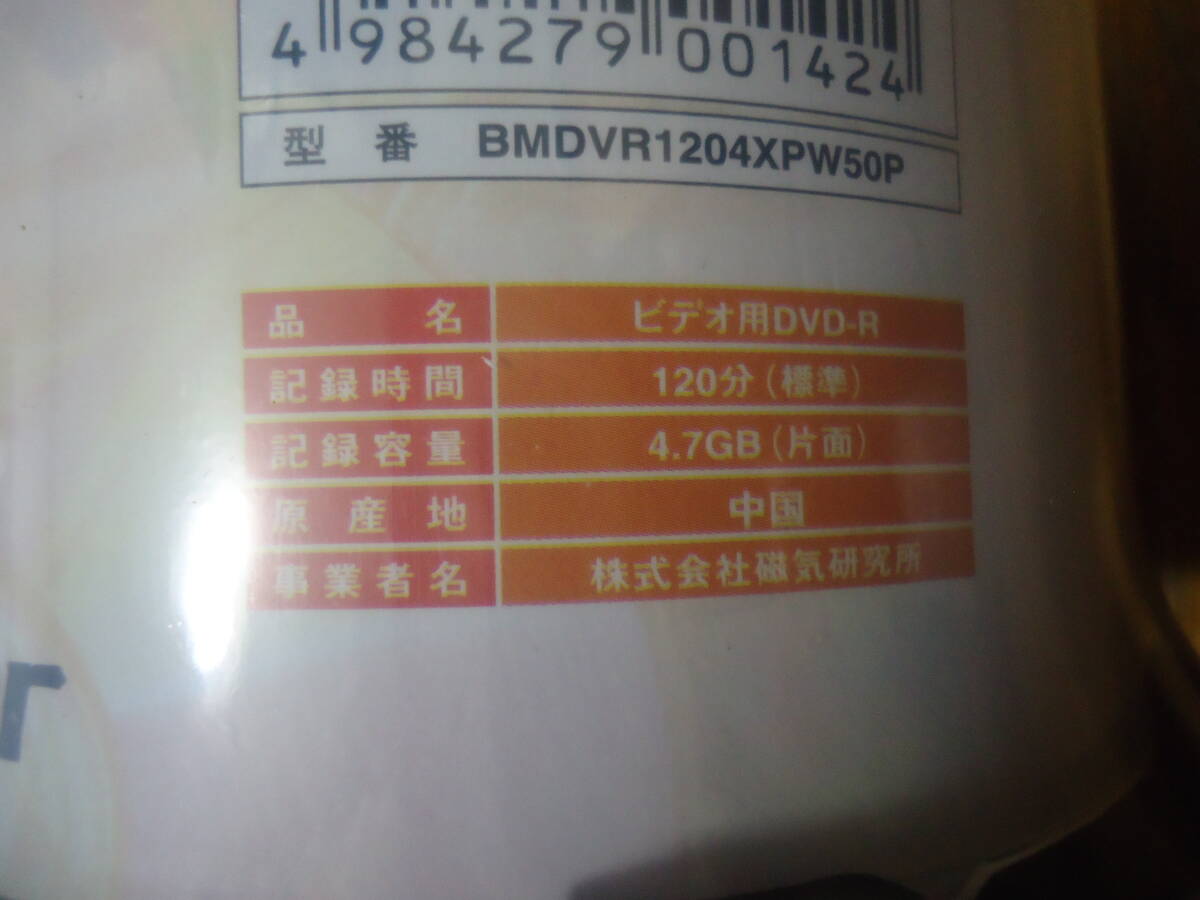 4 984279 001424
型番 BMDVR1204XPW50P
品名 ビデオ用DVD-R
記録時間 120分(標準)
記録容量 4.7GB(片面)
原産地 中国
事業者名 株式会社磁気研究所
r